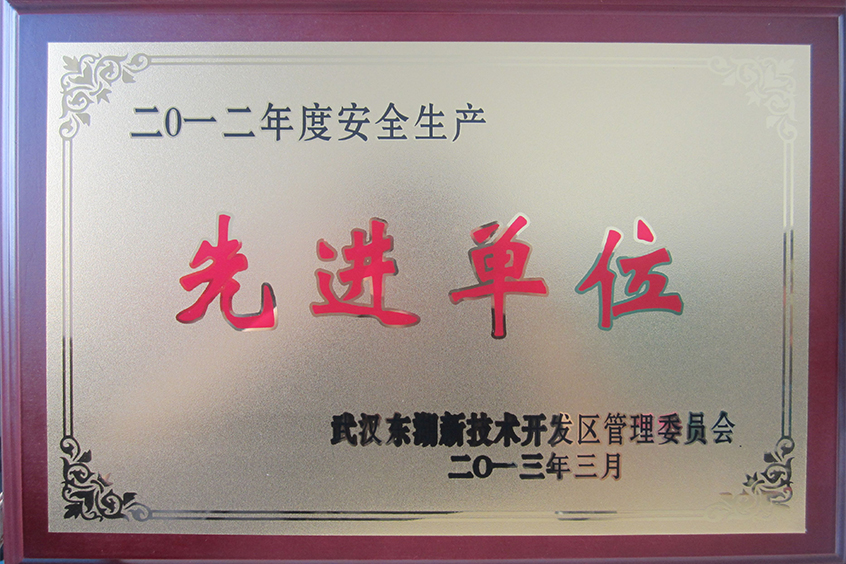 二0一二年度安全生产
先进单位
武汉东湖新技术开发区管理委员会
二0一三年三月